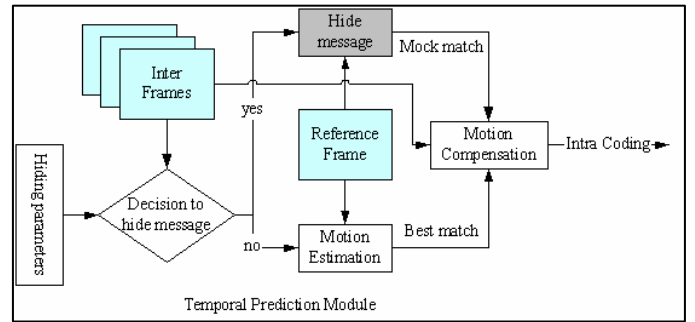 Hide
message
Mock match
Inter
Frames
yes
Reference
Frame
Motion
Compensation
Intra Coding
Hiding parameters
Decision to
hide message
no
Motion
Estimation
Best match
Temporal Prediction Module